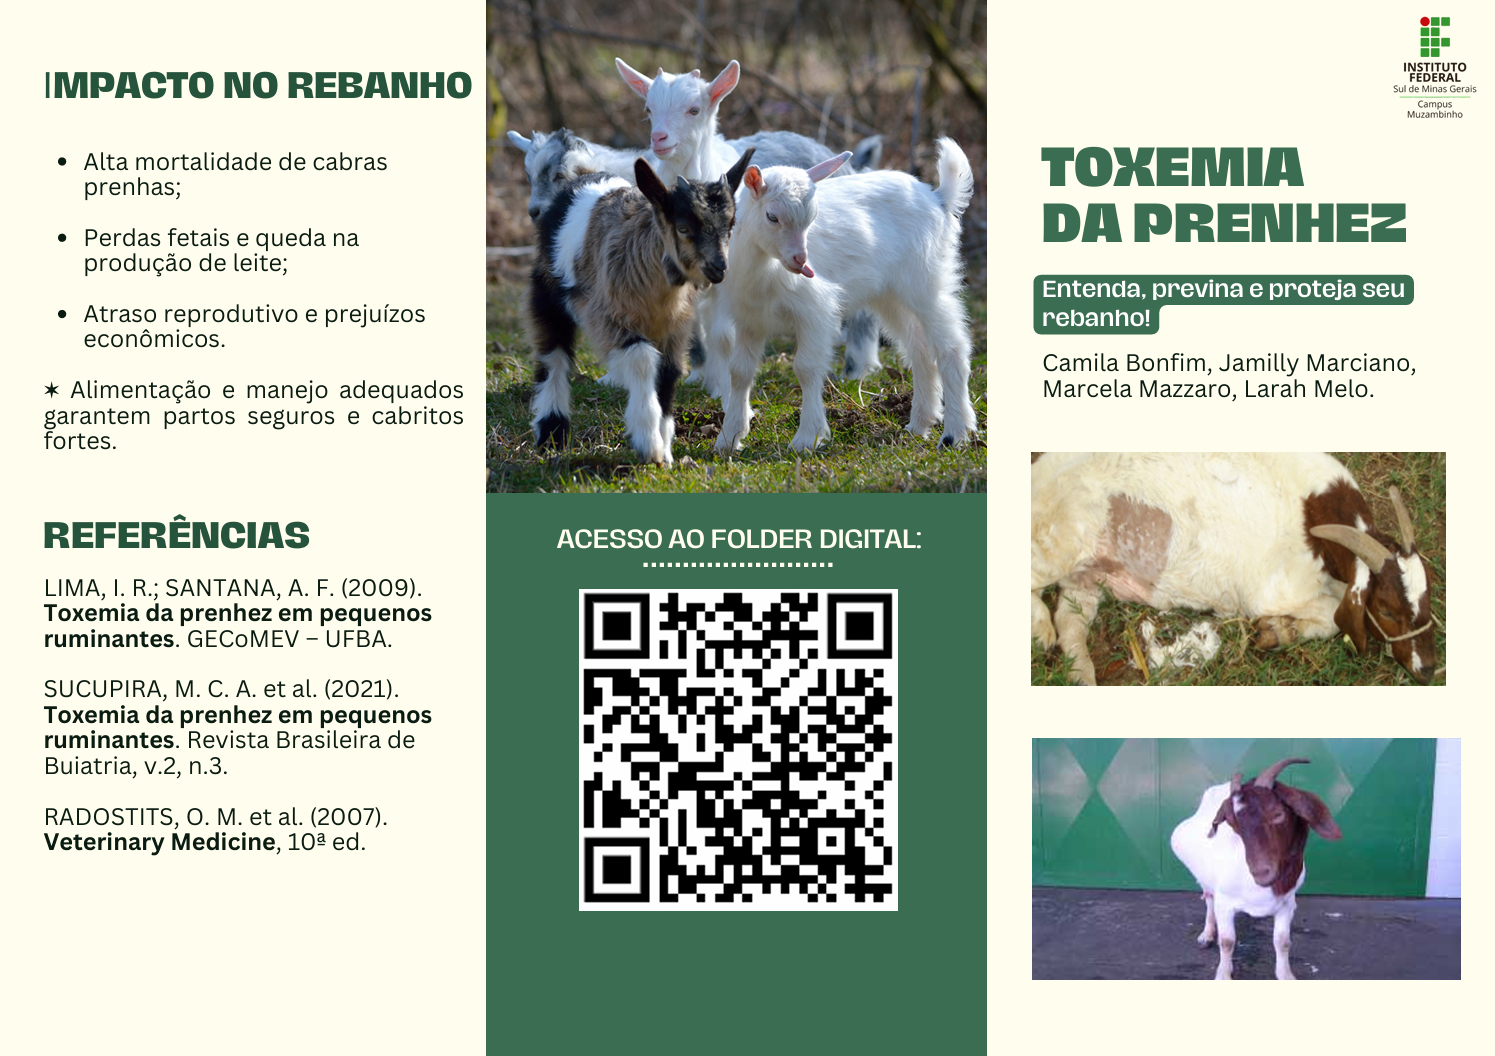 IMPACTO NO REBANHO
• Alta mortalidade de cabras
prenhas;
• Perdas fetais e queda na
produção de leite;
• Atraso reprodutivo e prejuízos
econômicos.
✶ Alimentação e manejo adequados
garantem partos seguros e cabritos
fortes.
REFERÊNCIAS
LIMA, I. R.; SANTANA, A. F. (2009).
Toxemia da prenhez em pequenos
ruminantes. GECoMEV – UFBA.
SUCUPIRA, M. C. A. et al. (2021).
Toxemia da prenhez em pequenos
ruminantes. Revista Brasileira de
Buiatria, v.2, n.3.
RADOSTITS, O. M. et al. (2007).
Veterinary Medicine, 10ª ed.
ACESSO AO FOLDER DIGITAL:
INSTITUTO
FEDERAL
Sul de Minas Gerais
Campus
Muzambinho
TOXEMIA
DA PRENHEZ
Entenda, previna e proteja seu
rebanho!
Camila Bonfim, Jamilly Marciano,
Marcela Mazzaro, Larah Melo.